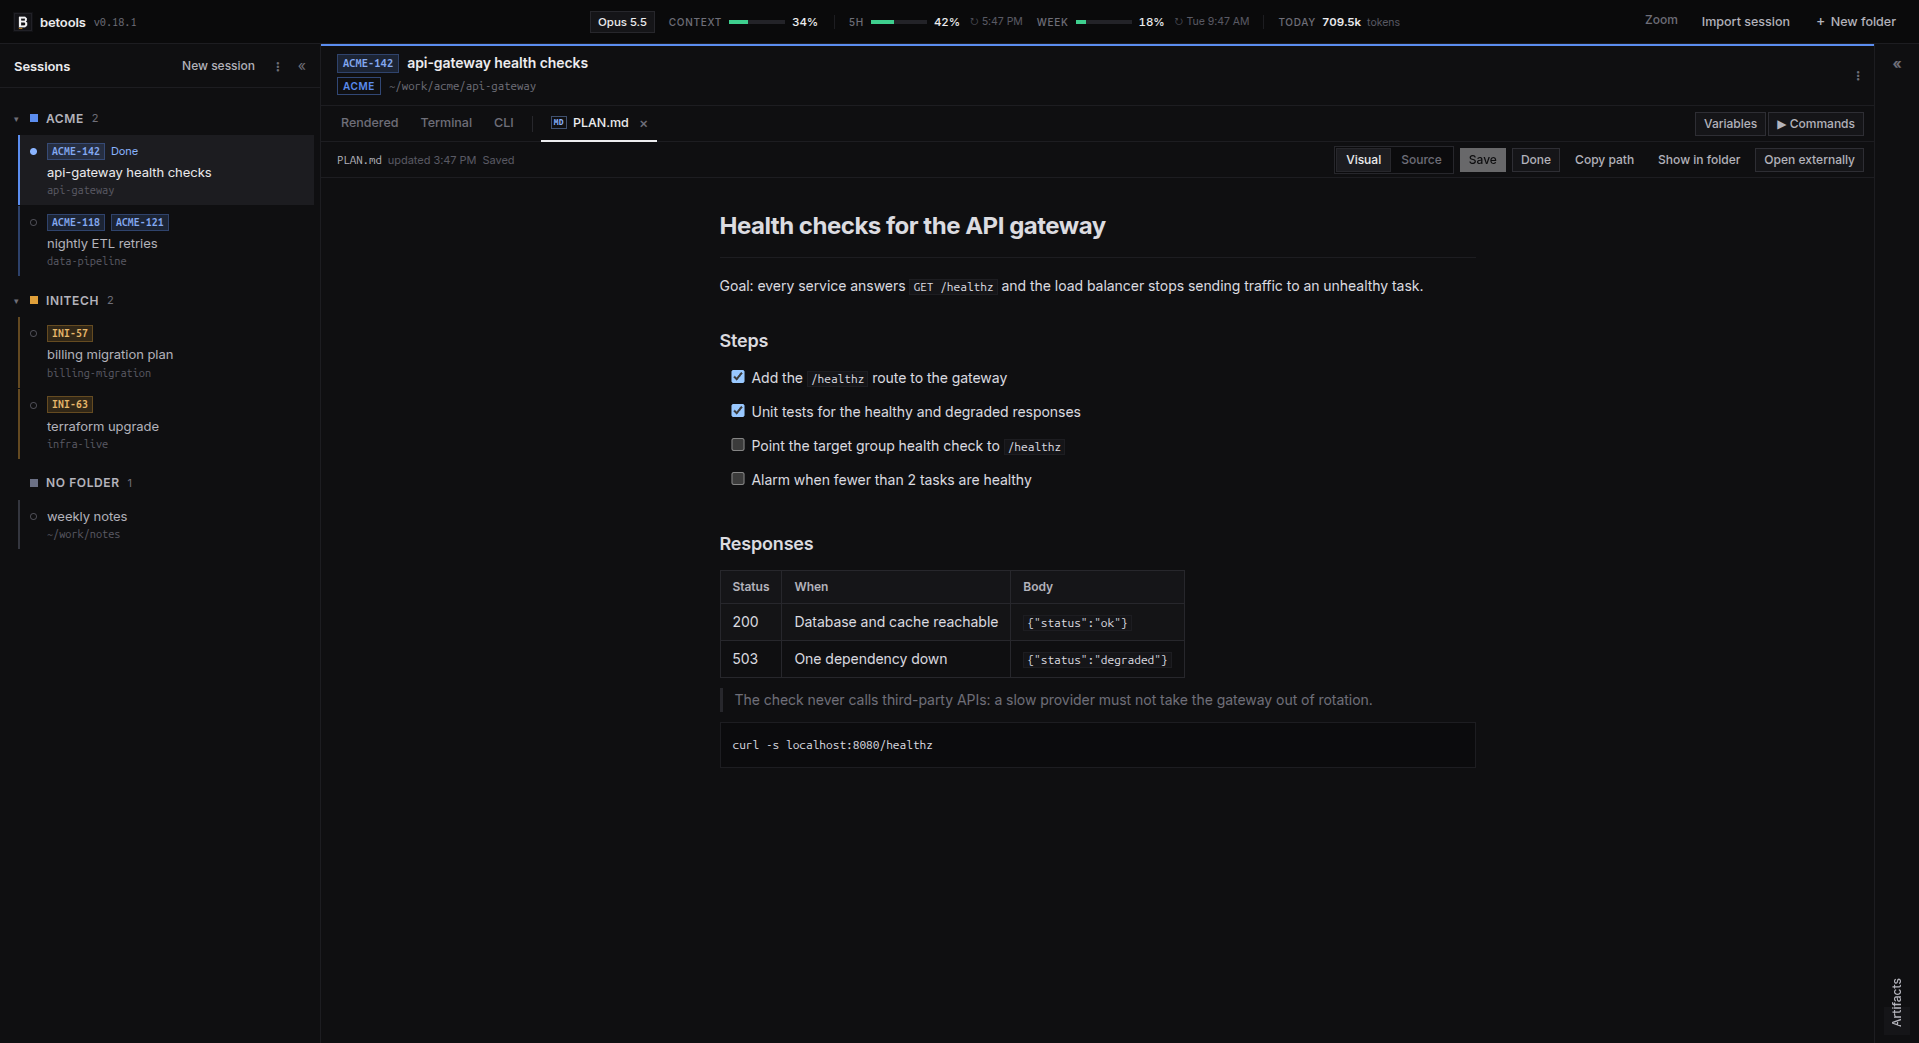 betools v0.18.1
Opus 5.5 CONTEXT 34% 5H 42% ↻ 5:47 PM WEEK 18% ↻ Tue 9:47 AM TODAY 709.5k tokens
Zoom Import session + New folder
Sessions New session
ACME 2
ACME-142 Done
api-gateway health checks
api-gateway
ACME-118 ACME-121
nightly ETL retries
data-pipeline
INITECH 2
INI-57
billing migration plan
billing-migration
INI-63
terraform upgrade
infra-live
NO FOLDER 1
weekly notes
~/work/notes
ACME-142 api-gateway health checks
ACME ~/work/acme/api-gateway
Rendered Terminal CLI MD PLAN.md ×
Variables ▶ Commands
PLAN.md updated 3:47 PM Saved
Visual Source Save Done Copy path Show in folder Open externally
Health checks for the API gateway
Goal: every service answers GET /healthz and the load balancer stops sending traffic to an unhealthy task.
Steps
Add the /healthz route to the gateway
Unit tests for the healthy and degraded responses
Point the target group health check to /healthz
Alarm when fewer than 2 tasks are healthy
Responses
Status When Body
200 Database and cache reachable {"status":"ok"}
503 One dependency down {"status":"degraded"}
The check never calls third-party APIs: a slow provider must not take the gateway out of rotation.
curl -s localhost:8080/healthz
Artifacts